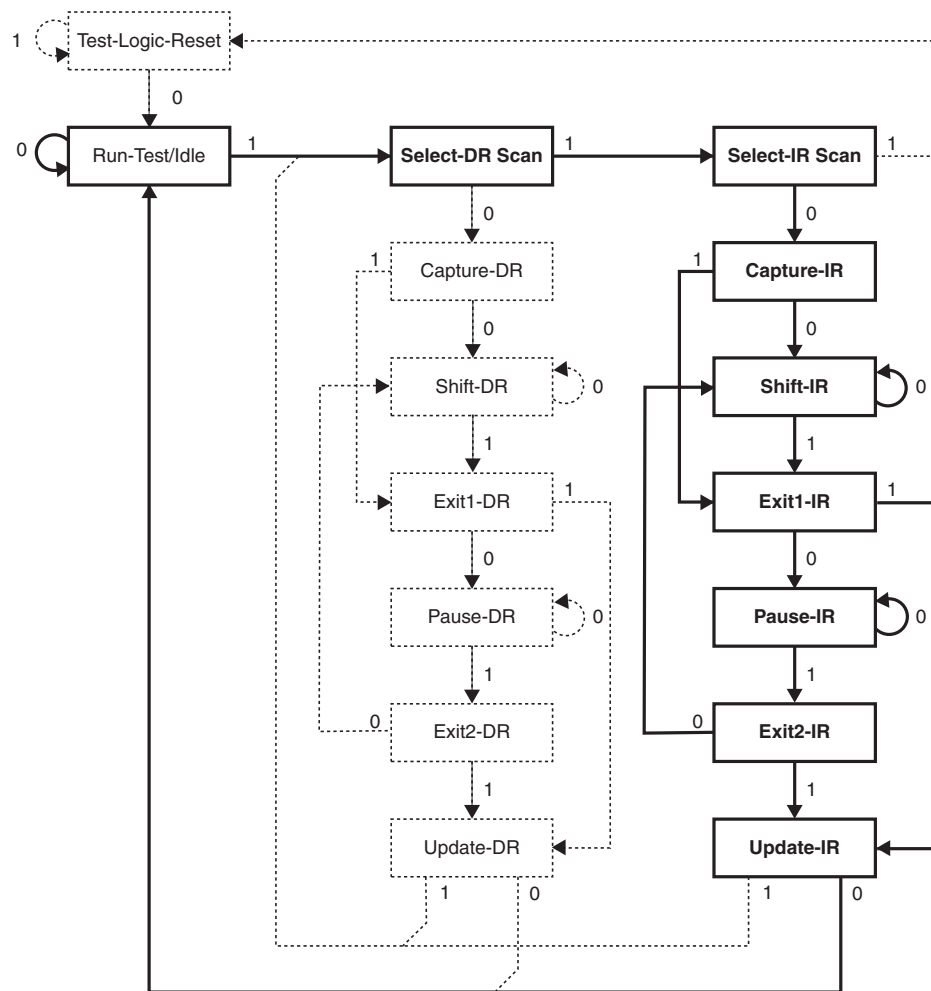 Test-Logic-Reset
1
0
Run-Test/Idle
0
1
Select-DR Scan
1
Select-IR Scan
1
0
0
1
Capture-DR
1
Capture-IR
0
0
Shift-DR
0
Shift-IR
0
1
1
Exit1-DR
1
Exit1-IR
1
0
0
Pause-DR
0
Pause-IR
0
1
1
0
Exit2-DR
0
Exit2-IR
1
1
Update-DR
Update-IR
1
0
1
0